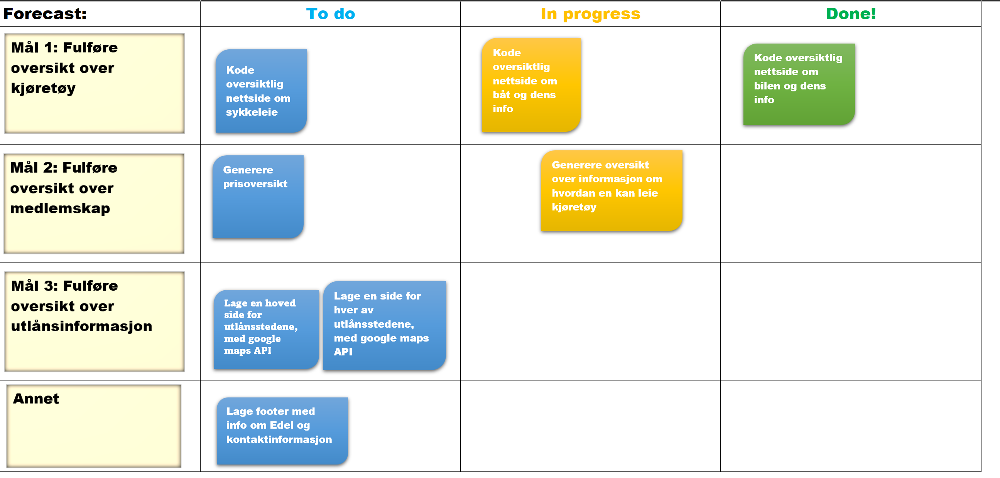 Forecast:
To do
In progress
Done!
Mål 1: Fulføre
oversikt over
kjøretøy
Kode
oversiktlig
nettside om
sykkeleie
Kode
oversiktlig
nettside om
båt og dens
info
Kode oversiktlig
nettside om
bilen og dens
info
Mål 2: Fulføre
oversikt over
medlemskap
Generere
prisoversikt
Generere oversikt
over informasjon om
hvordan en kan leie
kjøretøy
Mål 3: Fulføre
oversikt over
utlånsinformasjon
Lage en hoved
side for
utlånsstedene,
med google
maps API
Lage en side for
hver av
utlånsstedene,
med google maps
API
Annet
Lage footer med
info om Edel og
kontaktinformasjon